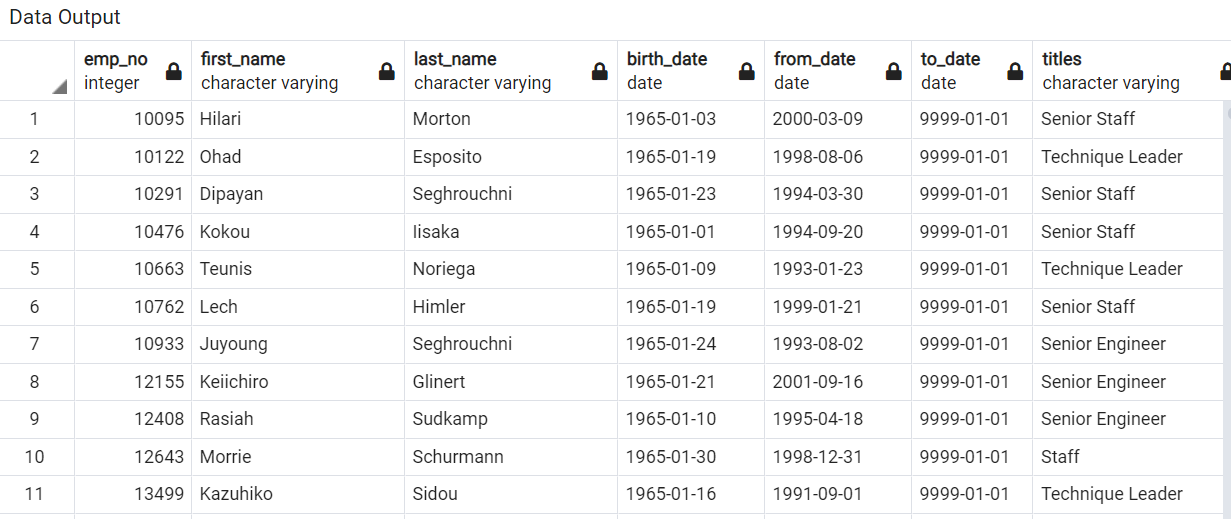 Data Output
emp_no first_name last_name birth_date from_date to_date titles
integer character varying character varying date date date character varying
1 10095 Hilari Morton 1965-01-03 2000-03-09 9999-01-01 Senior Staff
2 10122 Ohad Esposito 1965-01-19 1998-08-06 9999-01-01 Technique Leader
3 10291 Dipayan Seghrouchni 1965-01-23 1994-03-30 9999-01-01 Senior Staff
4 10476 Kokou Iisaka 1965-01-01 1994-09-20 9999-01-01 Senior Staff
5 10663 Teunis Noriega 1965-01-09 1993-01-23 9999-01-01 Technique Leader
6 10762 Lech Himler 1965-01-19 1999-01-21 9999-01-01 Senior Staff
7 10933 Juyoung Seghrouchni 1965-01-24 1993-08-02 9999-01-01 Senior Engineer
8 12155 Keiichiro Glinert 1965-01-21 2001-09-16 9999-01-01 Senior Engineer
9 12408 Rasiah Sudkamp 1965-01-10 1995-04-18 9999-01-01 Senior Engineer
10 12643 Morrie Schurmann 1965-01-30 1998-12-31 9999-01-01 Staff
11 13499 Kazuhiko Sidou 1965-01-16 1991-09-01 9999-01-01 Technique Leader